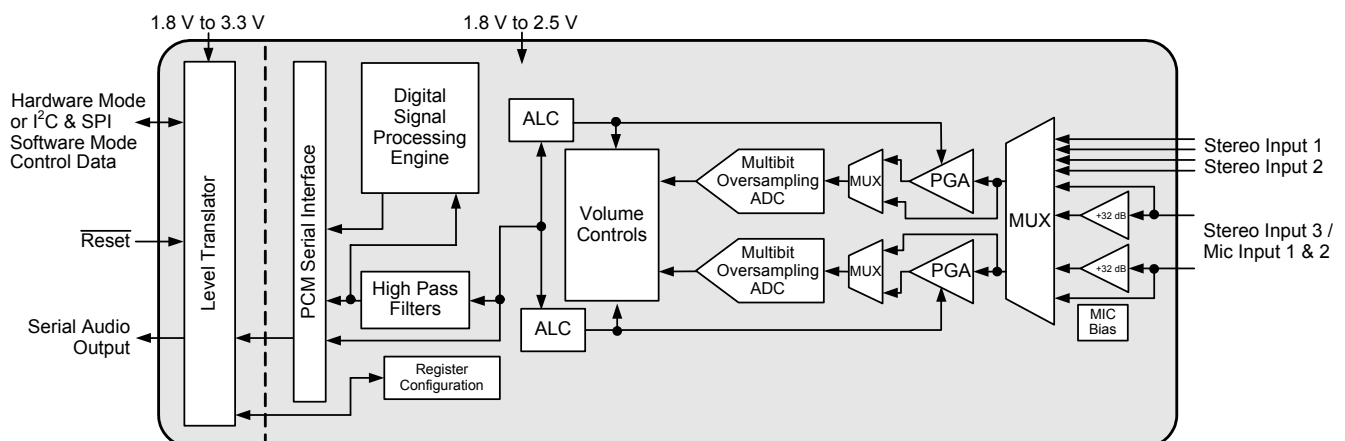 1.8 V to 3.3 V
1.8 V to 2.5 V
Hardware Mode
or I²C & SPI
Software Mode
Control Data
Reset
Serial Audio
Output
Level Translator
PCM Serial Interface
Digital
Signal
Processing
Engine
High Pass
Filters
Register
Configuration
ALC
ALC
Volume
Controls
Multibit
Oversampling
ADC
Multibit
Oversampling
ADC
MUX
MUX
PGA
PGA
MUX
+32 dB
+32 dB
MIC
Bias
Stereo Input 1
Stereo Input 2
Stereo Input 3 /
Mic Input 1 & 2